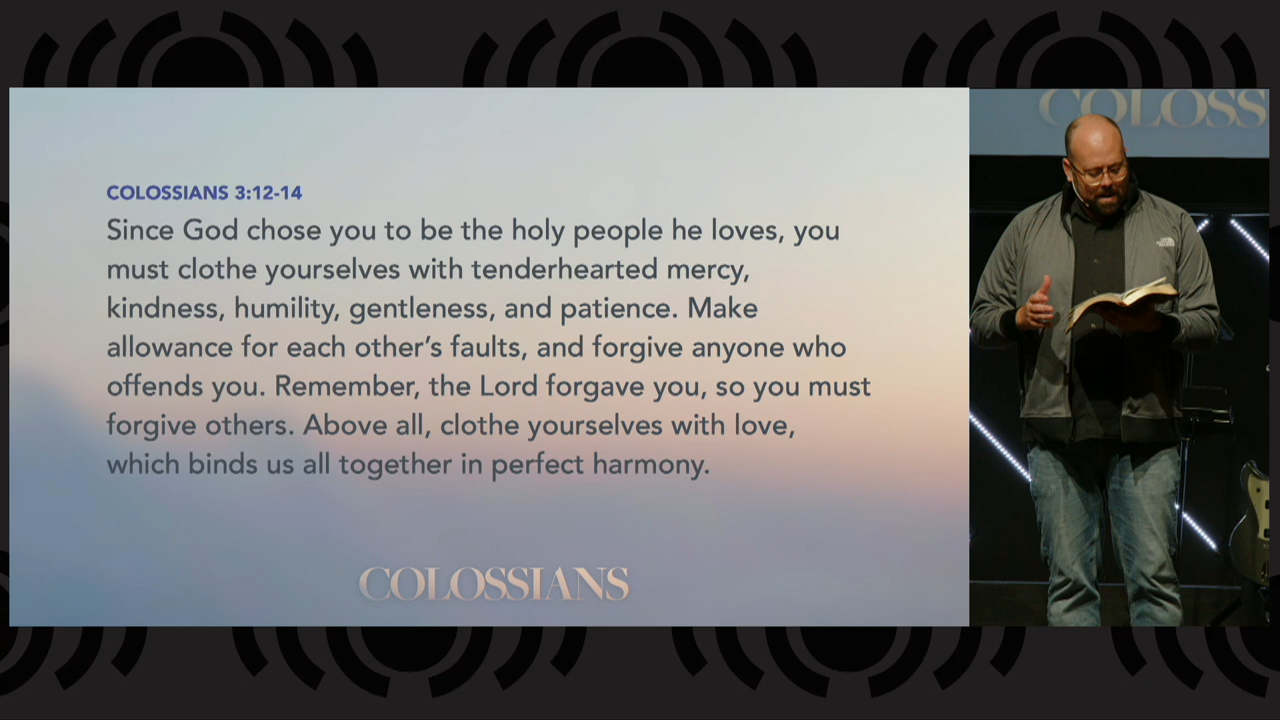 COLOSS
COLOSSIANS 3:12-14
Since God chose you to be the holy people he loves, you
must clothe yourselves with tenderhearted mercy,
kindness, humility, gentleness, and patience. Make
allowance for each other’s faults, and forgive anyone who
offends you. Remember, the Lord forgave you, so you must
forgive others. Above all, clothe yourselves with love,
which binds us all together in perfect harmony.
COLOSSIANS